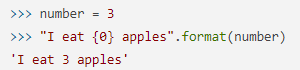 >>> number = 3
>>> "I eat {0} apples".format(number)
'I eat 3 apples'